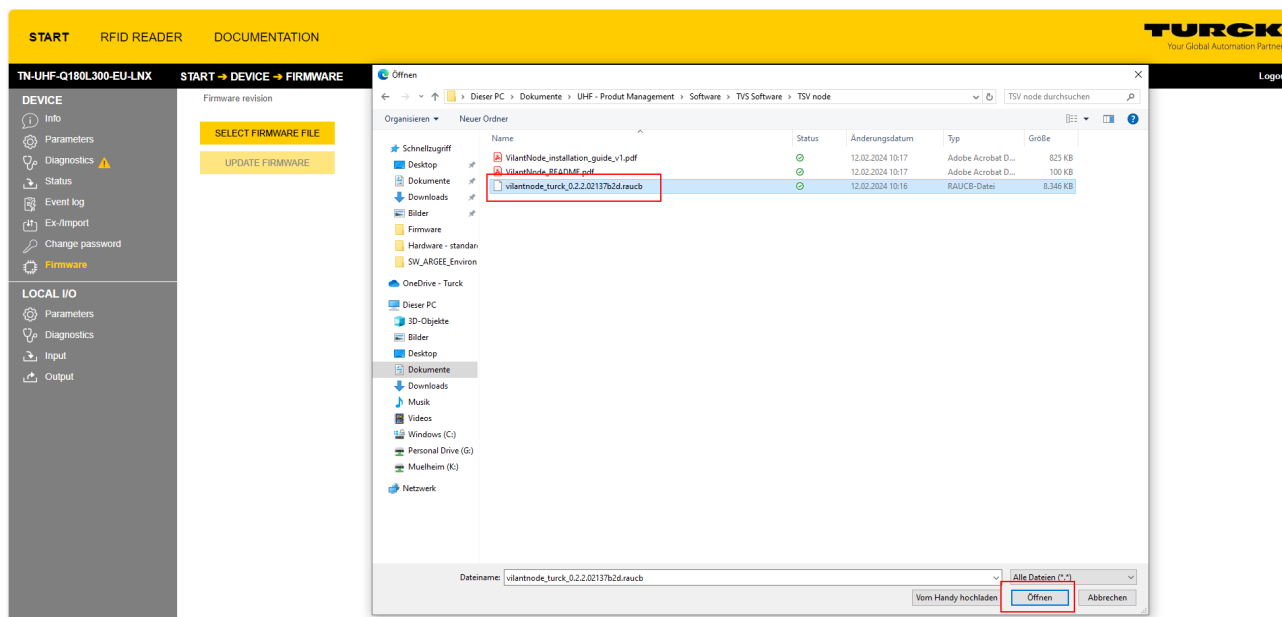 START RFID READER DOCUMENTATION
TURCK
Your Global Automation Partner
TN-UHF-Q180L300-EU-LNX START ➔ DEVICE ➔ FIRMWARE
DEVICE
Info
Parameters
Diagnostics
Status
Event log
Ex-/Import
Change password
Firmware
LOCAL I/O
Parameters
Diagnostics
Input
Output
Firmware revision
SELECT FIRMWARE FILE
UPDATE FIRMWARE
Öffnen
Dieser PC > Dokumente > UHF - Produt Management > Software > TVS Software > TSV node
TSV node durchsuchen
Organisieren Neuer Ordner
Schnellzugriff
Desktop
Dokumente
Downloads
Bilder
Firmware
Hardware - standar
SW_ARGEE_Environ
OneDrive - Turck
Dieser PC
3D-Objekte
Bilder
Desktop
Dokumente
Downloads
Musik
Videos
Windows (C:)
Personal Drive (G:)
Muelheim (K:)
Netzwerk
Name Status Änderungsdatum Typ Größe
VilantNode_installation_guide_v1.pdf 12.02.2024 10:17 Adobe Acrobat D... 825 KB
VilantNode_README.pdf 12.02.2024 10:17 Adobe Acrobat D... 100 KB
vilantnode_turck_0.2.2.02137b2d.raucb 12.02.2024 10:16 RAUCB-Datei 8.346 KB
Dateiname: vilantnode_turck_0.2.2.02137b2d.raucb Alle Dateien (*.*)
Vom Handy hochladen Öffnen Abbrechen